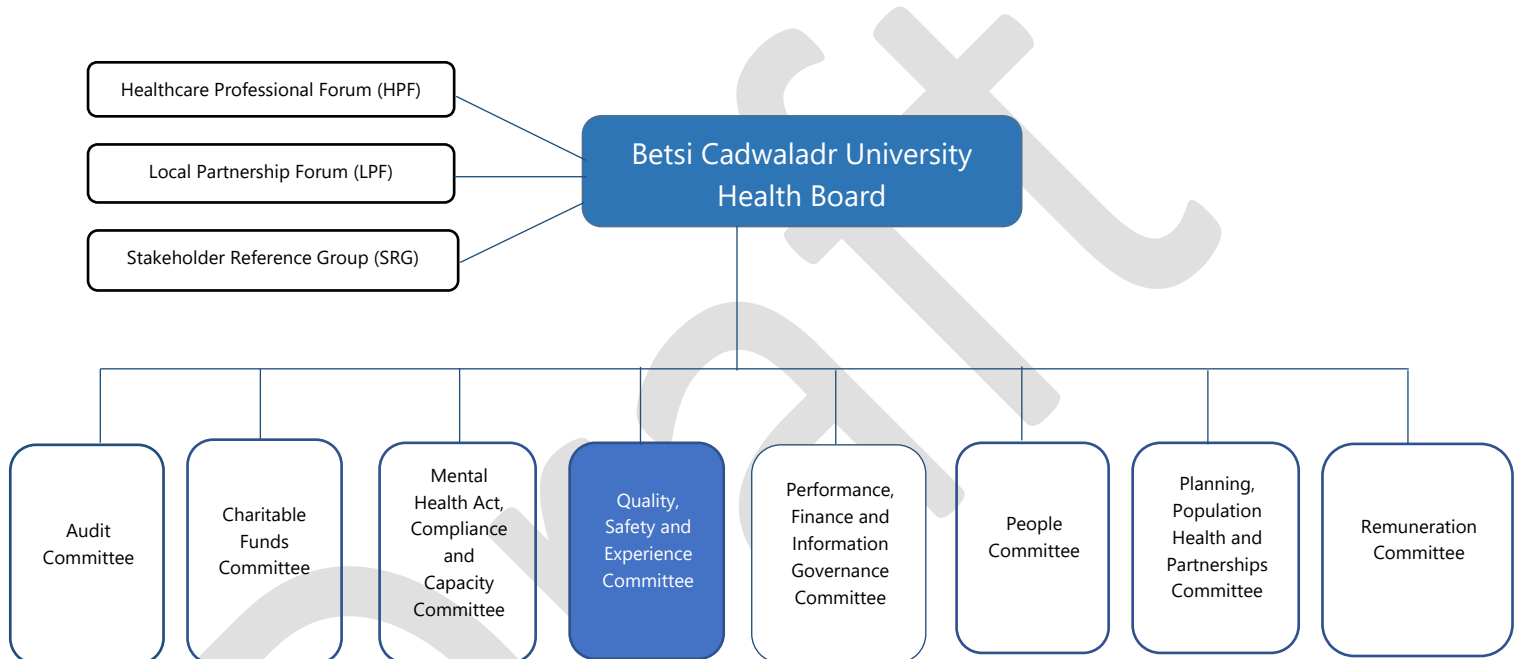 Healthcare Professional Forum (HPF)
Local Partnership Forum (LPF)
Stakeholder Reference Group (SRG)
Betsi Cadwaladr University
Health Board
Audit
Committee
Charitable
Funds
Committee
Mental
Health Act,
Compliance
and
Capacity
Committee
Quality,
Safety and
Experience
Committee
Performance,
Finance and
Information
Governance
Committee
People
Committee
Planning,
Population
Health and
Partnerships
Committee
Remuneration
Committee
Draft